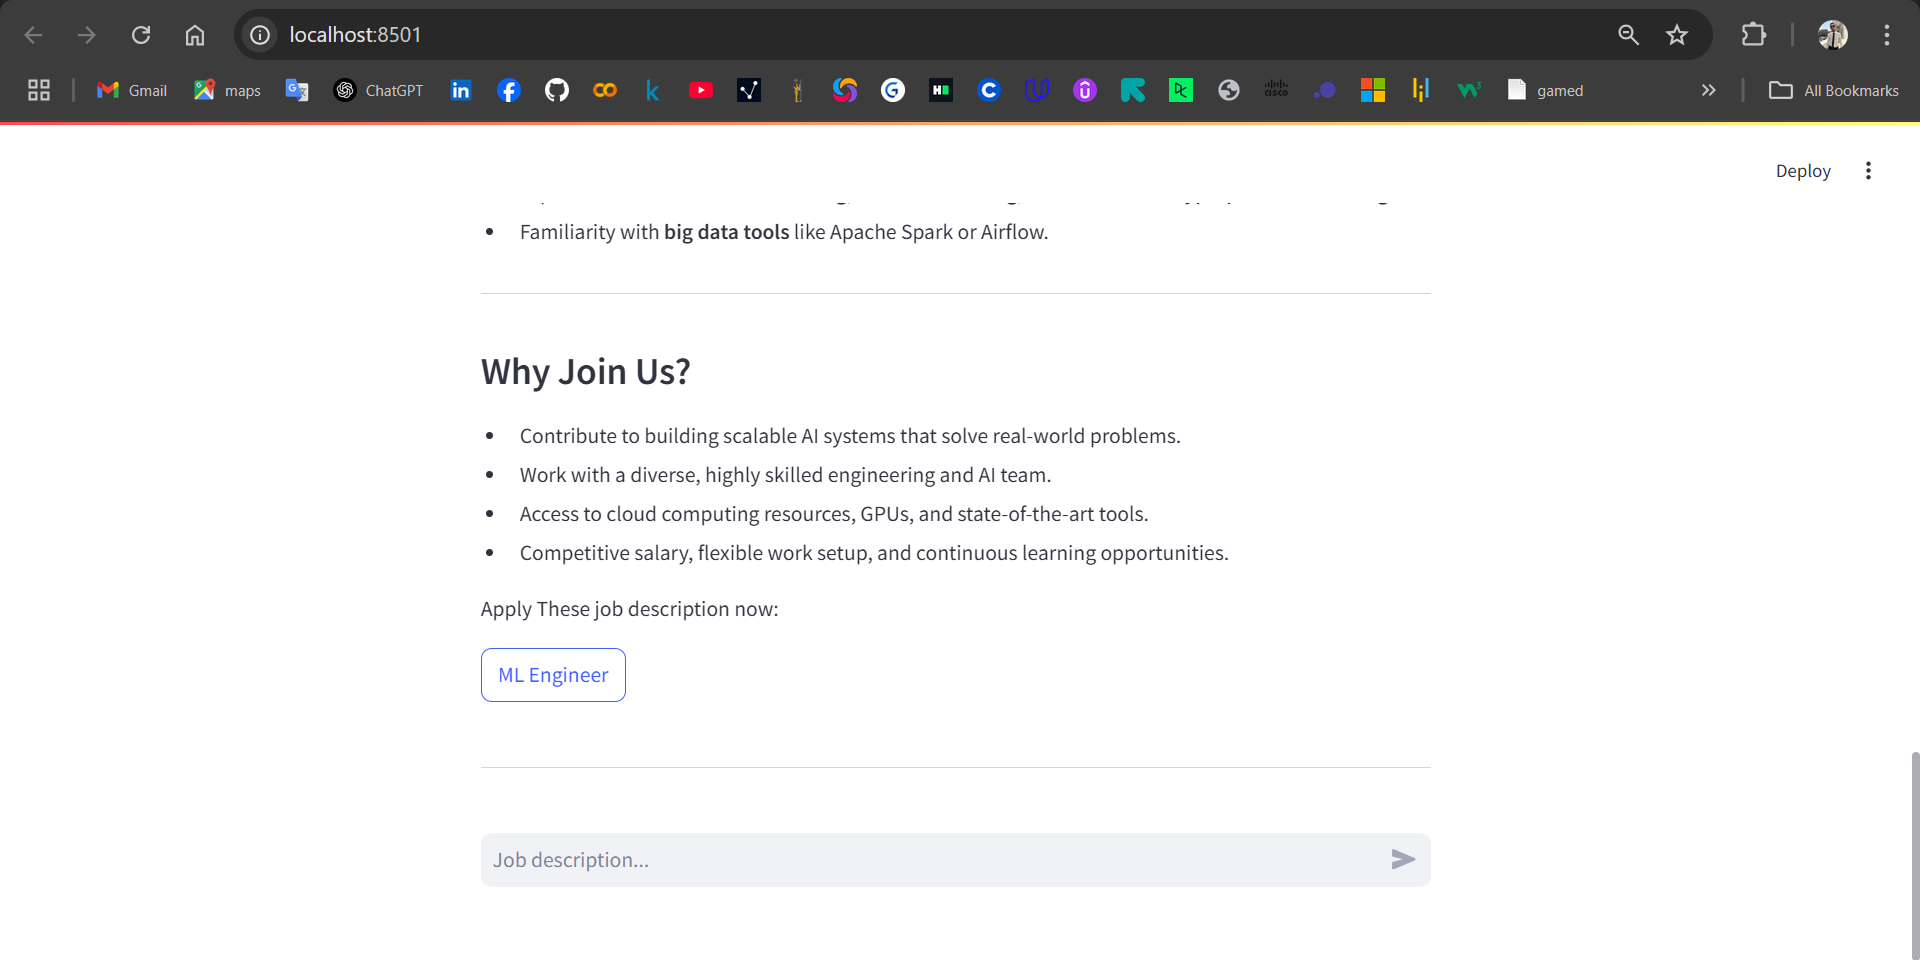 localhost:8501
Gmail
maps
ChatGPT
gamed
All Bookmarks
Deploy
Familiarity with big data tools like Apache Spark or Airflow.
Why Join Us?
Contribute to building scalable AI systems that solve real-world problems.
Work with a diverse, highly skilled engineering and AI team.
Access to cloud computing resources, GPUs, and state-of-the-art tools.
Competitive salary, flexible work setup, and continuous learning opportunities.
Apply These job description now:
ML Engineer
Job description...